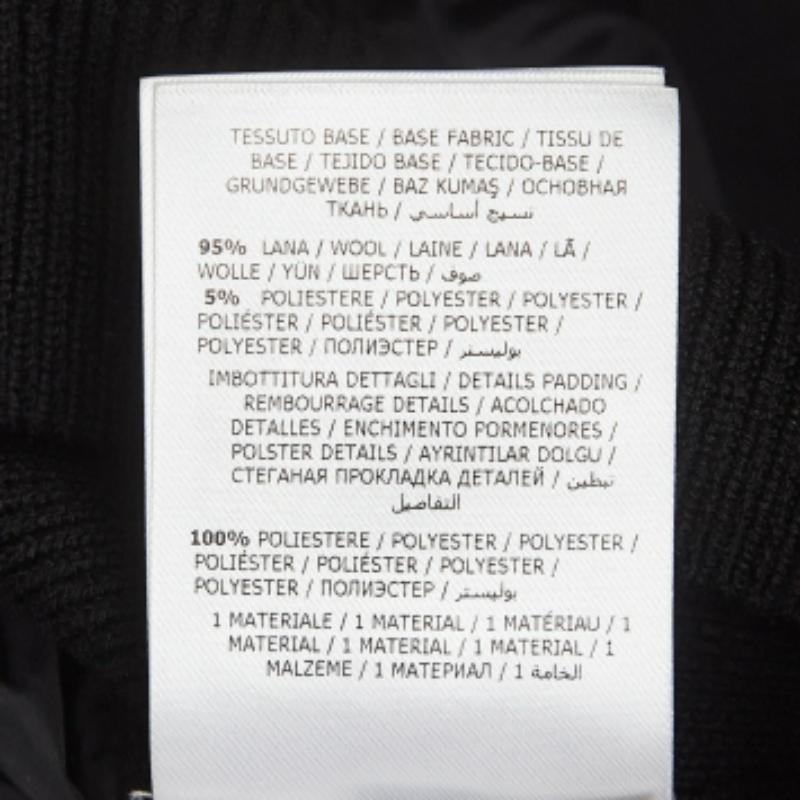 TESSUTO BASE / BASE FABRIC / TISSU DE
BASE / TEJIDO BASE / TECIDO-BASE /
GRUNDGEWEBE / BAZ KUMAŞ / ОСНОВНАЯ
ТКАНЬ / نسيج أساسي
95% LANA / WOOL / LAINE / LANA / LÃ /
WOLLE / YÜN / ШЕРСТЬ / صوف
5% POLIESTERE / POLYESTER / POLYESTER /
POLIÉSTER / POLIÉSTER / POLYESTER /
POLYESTER / ПОЛИЭСТЕР / بوليستر
IMBOTTITURA DETTAGLI / DETAILS PADDING /
REMBOURRAGE DETAILS / ACOLCHADO
DETALLES / ENCHIMENTO PORMENORES /
POLSTER DETAILS / AYRINTILAR DOLGU /
СТЕГАНАЯ ПРОКЛАДКА ДЕТАЛЕЙ / تبطين
التفاصيل
100% POLIESTERE / POLYESTER / POLYESTER /
POLIÉSTER / POLIÉSTER / POLYESTER /
POLYESTER / ПОЛИЭСТЕР / بوليستر
1 MATERIALE / 1 MATERIAL / 1 MATÉRIAU / 1
MATERIAL / 1 MATERIAL / 1 MATERIAL / 1
MALZEME / 1 МАТЕРИАЛ / 1 الخامة